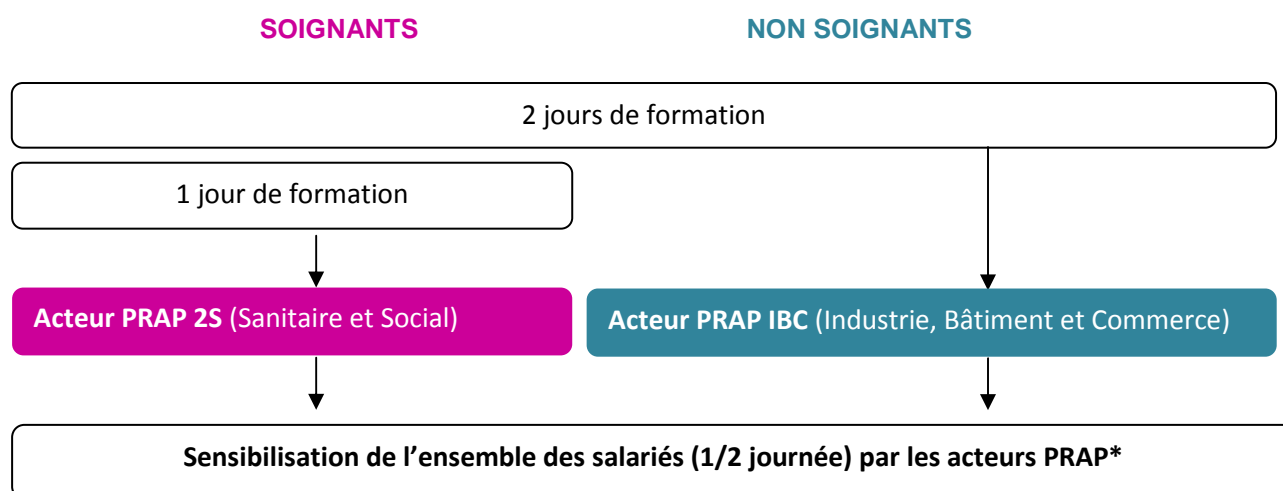 SOIGNANTS
NON SOIGNANTS
2 jours de formation
1 jour de formation
Acteur PRAP 2S (Sanitaire et Social)
Acteur PRAP IBC (Industrie, Bâtiment et Commerce)
Sensibilisation de l’ensemble des salariés (1/2 journée) par les acteurs PRAP*